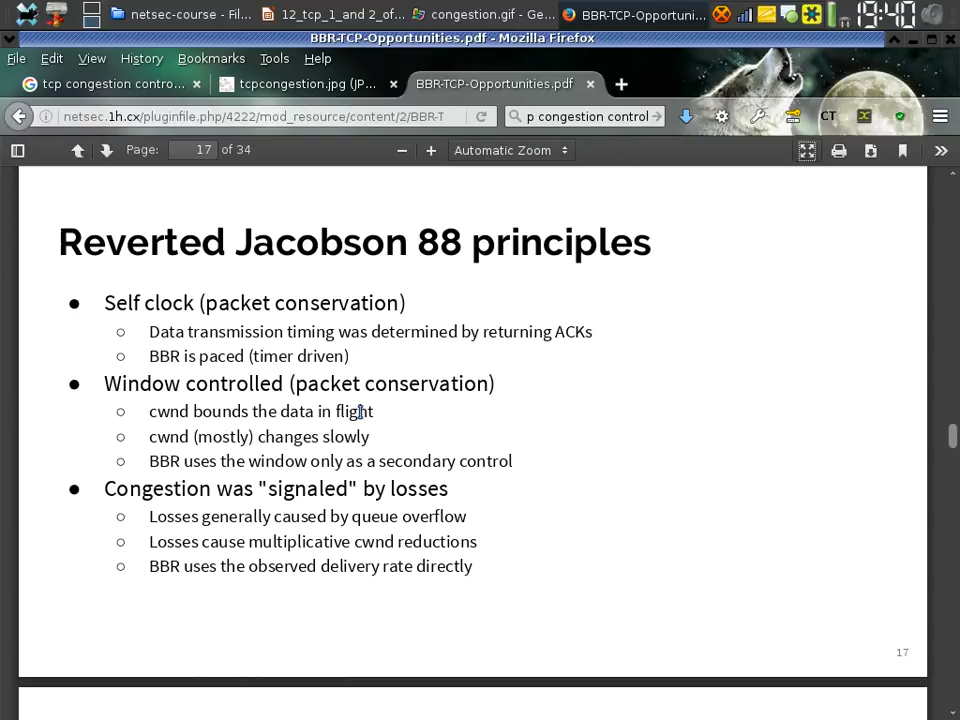 netsec-course - Fil...
12_tcp_1_and 2_of...
congestion.gif - Ge...
BBR-TCP-Opportuni...
19:40
BBR-TCP-Opportunities.pdf - Mozilla Firefox
File Edit View History Bookmarks Tools Help
tcp congestion contro...
tcpcongestion.jpg (JP...
BBR-TCP-Opportunities.pdf
netsec.1h.cx/pluginfile.php/4222/mod_resource/content/2/BBR-T
p congestion control
CT
Page: 17 of 34
Automatic Zoom
Reverted Jacobson 88 principles
● Self clock (packet conservation)
○ Data transmission timing was determined by returning ACKs
○ BBR is paced (timer driven)
● Window controlled (packet conservation)
○ cwnd bounds the data in flight
○ cwnd (mostly) changes slowly
○ BBR uses the window only as a secondary control
● Congestion was "signaled" by losses
○ Losses generally caused by queue overflow
○ Losses cause multiplicative cwnd reductions
○ BBR uses the observed delivery rate directly
17